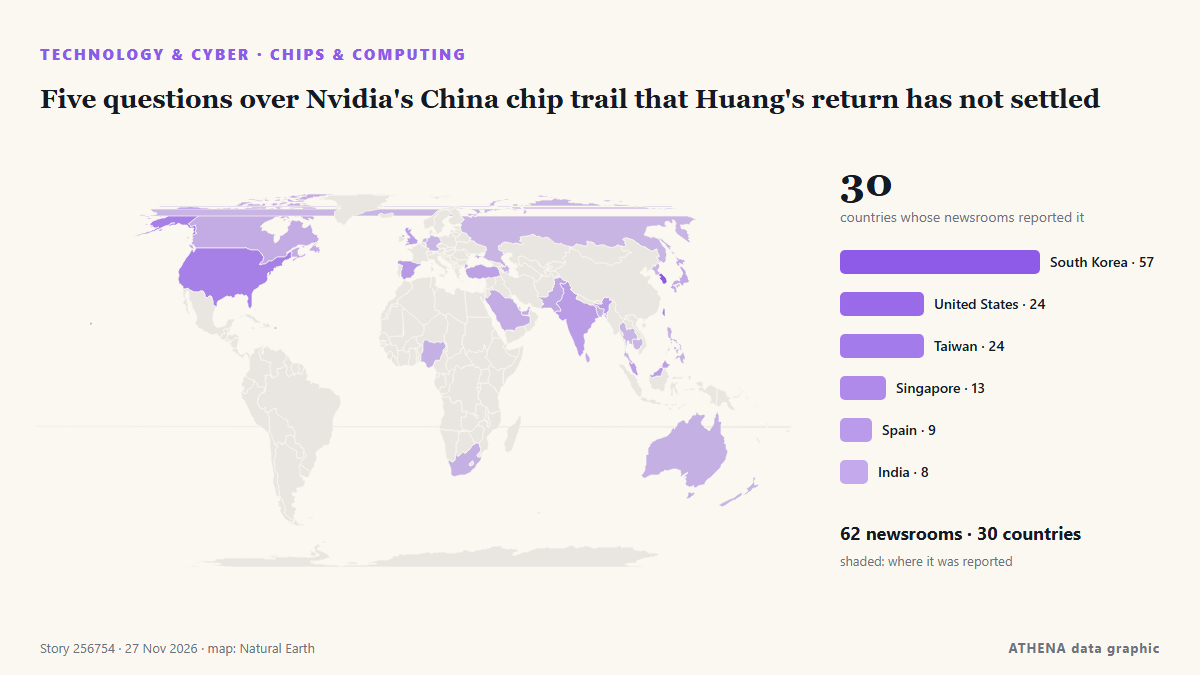 TECHNOLOGY & CYBER · CHIPS & COMPUTING
Five questions over Nvidia's China chip trail that Huang's return has not settled
30
countries whose newsrooms reported it
South Korea · 57
United States · 24
Taiwan · 24
Singapore · 13
Spain · 9
India · 8
62 newsrooms · 30 countries
shaded: where it was reported
Story 256754 · 27 Nov 2026 · map: Natural Earth
ATHENA data graphic